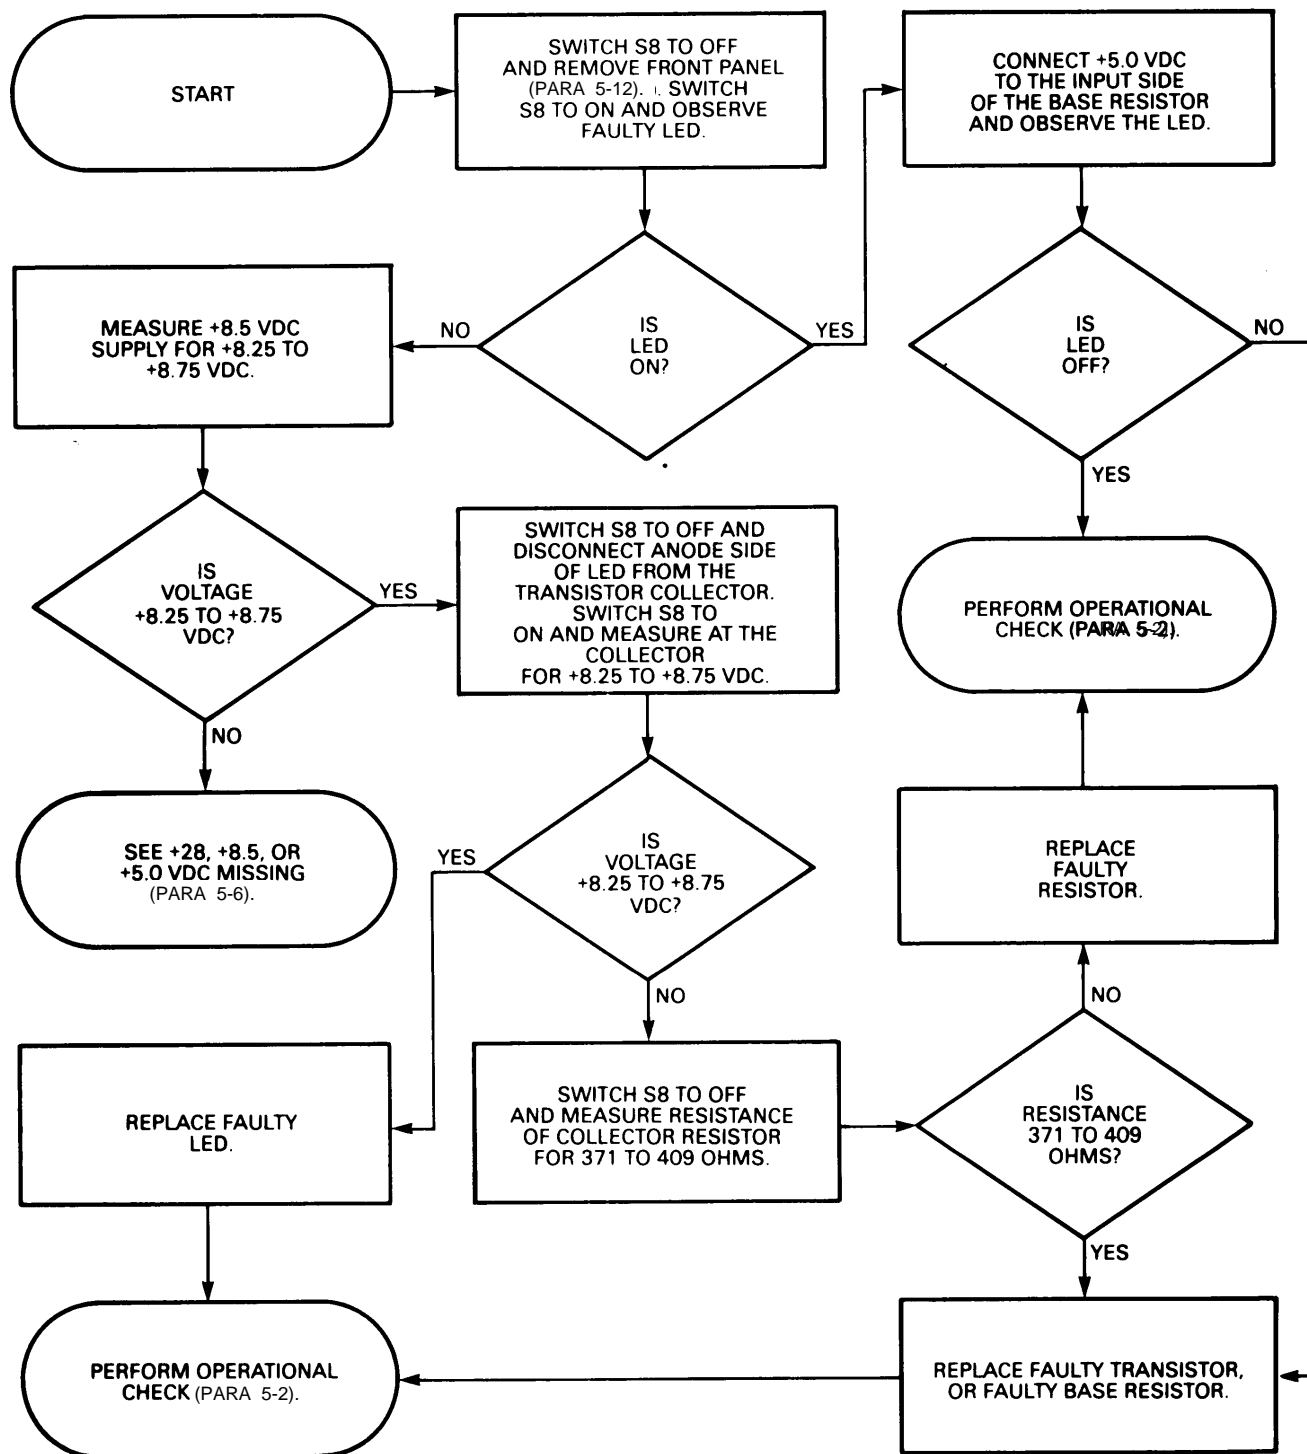 START
SWITCH S8 TO OFF
AND REMOVE FRONT PANEL
(PARA 5-12). SWITCH
S8 TO ON AND OBSERVE
FAULTY LED.
CONNECT +5.0 VDC
TO THE INPUT SIDE
OF THE BASE RESISTOR
AND OBSERVE THE LED.
MEASURE +8.5 VDC
SUPPLY FOR +8.25 TO
+8.75 VDC.
NO
IS
LED
ON?
YES
IS
LED
OFF?
NO
YES
IS
VOLTAGE
+8.25 TO +8.75
VDC?
YES
NO
SWITCH S8 TO OFF AND
DISCONNECT ANODE SIDE
OF LED FROM THE
TRANSISTOR COLLECTOR.
SWITCH S8 TO
ON AND MEASURE AT THE
COLLECTOR
FOR +8.25 TO +8.75 VDC.
PERFORM OPERATIONAL
CHECK (PARA 5-2).
SEE +28, +8.5, OR
+5.0 VDC MISSING
(PARA 5-6).
YES
IS
VOLTAGE
+8.25 TO +8.75
VDC?
NO
REPLACE
FAULTY
RESISTOR.
NO
REPLACE FAULTY
LED.
SWITCH S8 TO OFF
AND MEASURE RESISTANCE
OF COLLECTOR RESISTOR
FOR 371 TO 409 OHMS.
IS
RESISTANCE
371 TO 409
OHMS?
YES
PERFORM OPERATIONAL
CHECK (PARA 5-2).
REPLACE FAULTY TRANSISTOR,
OR FAULTY BASE RESISTOR.